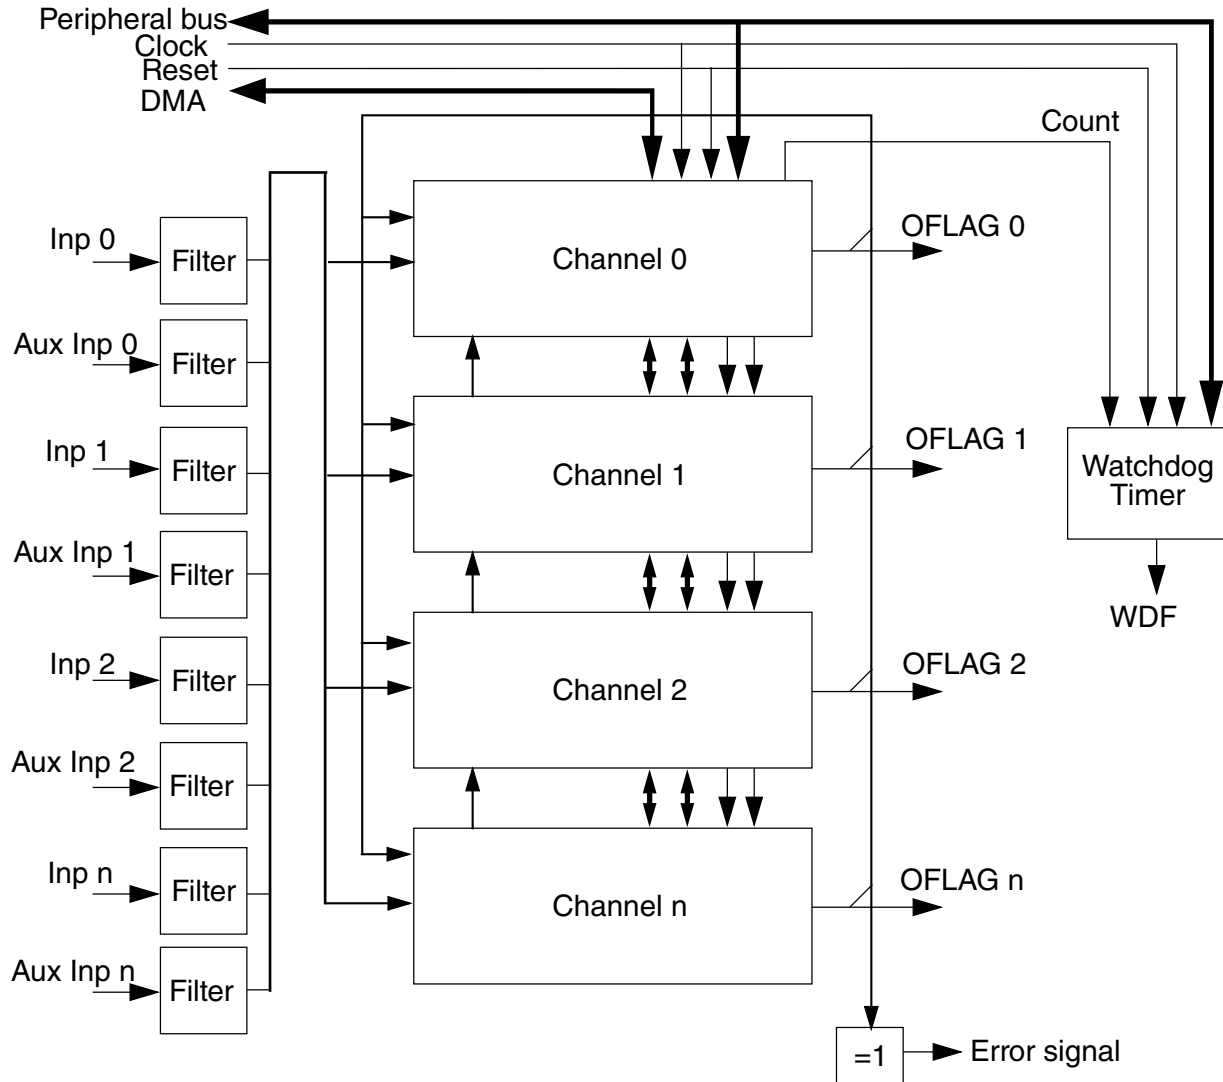 Peripheral bus
Clock
Reset
DMA
Count
Inp 0
Filter
Channel 0
OFLAG 0
Aux Inp 0
Filter
Inp 1
Filter
Channel 1
OFLAG 1
Watchdog
Timer
Aux Inp 1
Filter
WDF
Inp 2
Filter
Channel 2
OFLAG 2
Aux Inp 2
Filter
Inp n
Filter
Channel n
OFLAG n
Aux Inp n
Filter
=1
Error signal